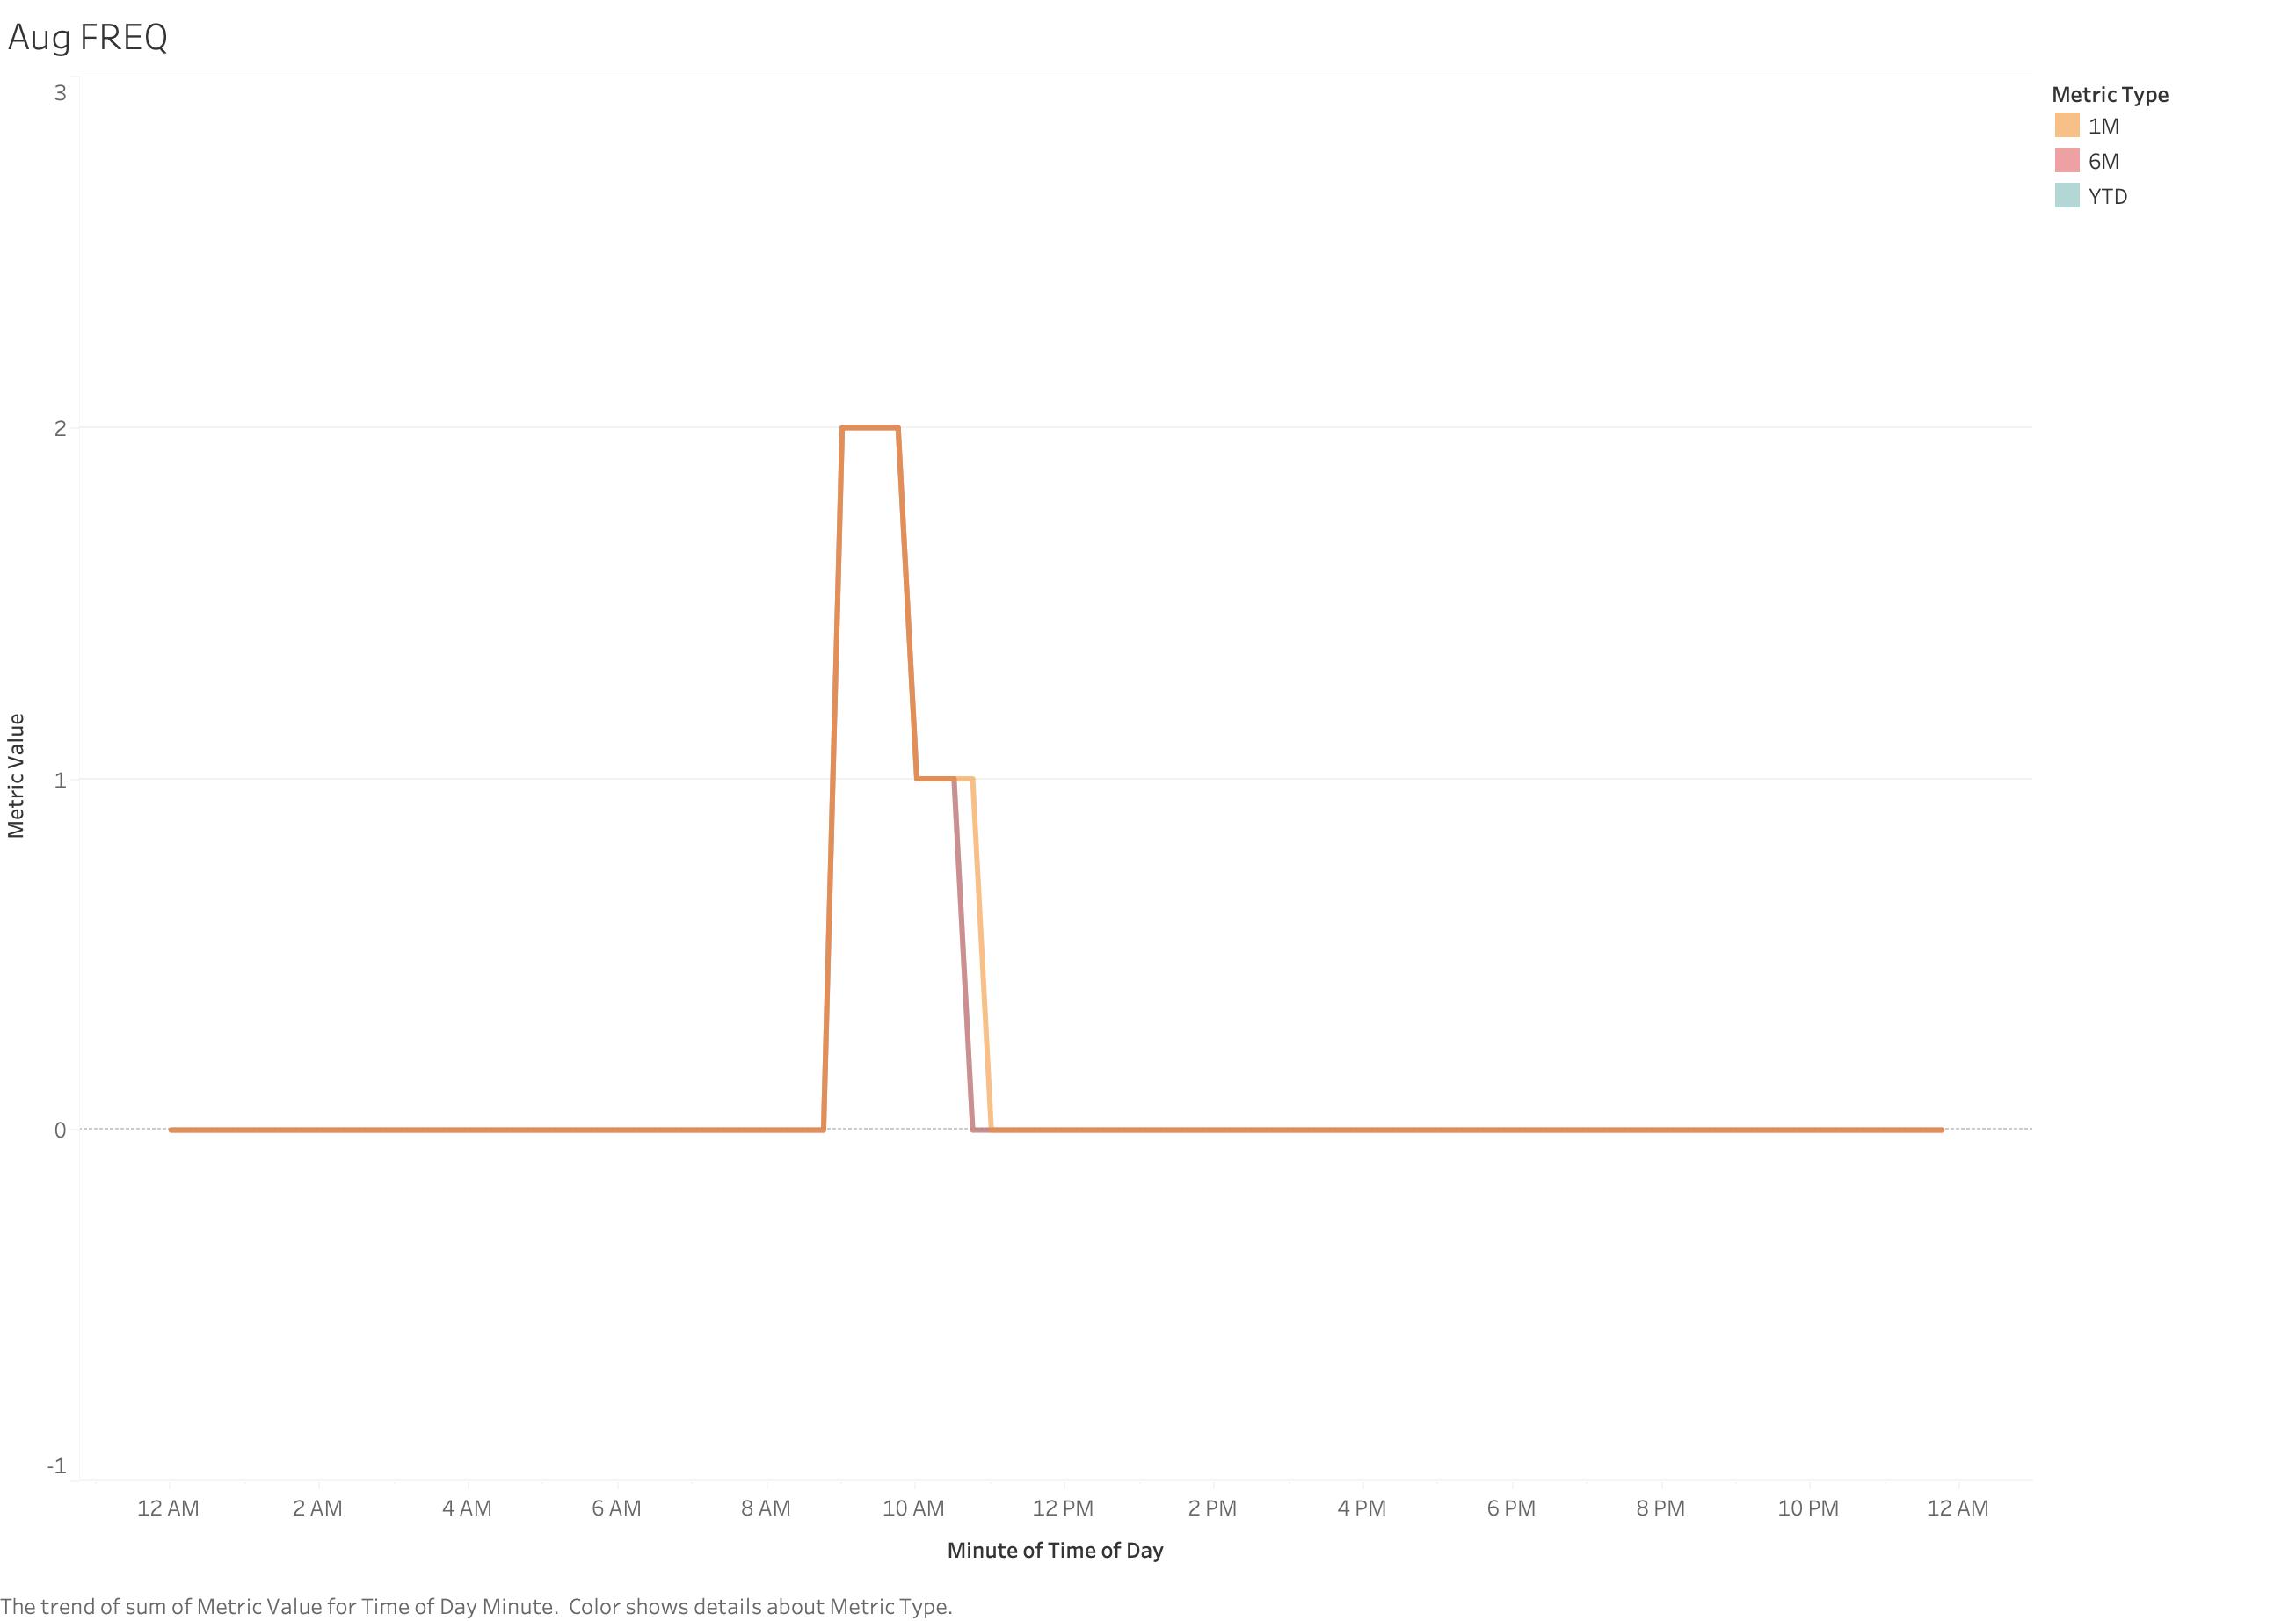 Aug FREQ
3
2
1
0
-1
Metric Value
12 AM 2 AM 4 AM 6 AM 8 AM 10 AM 12 PM 2 PM 4 PM 6 PM 8 PM 10 PM 12 AM
Minute of Time of Day
Metric Type
1M
6M
YTD
The trend of sum of Metric Value for Time of Day Minute.  Color shows details about Metric Type.